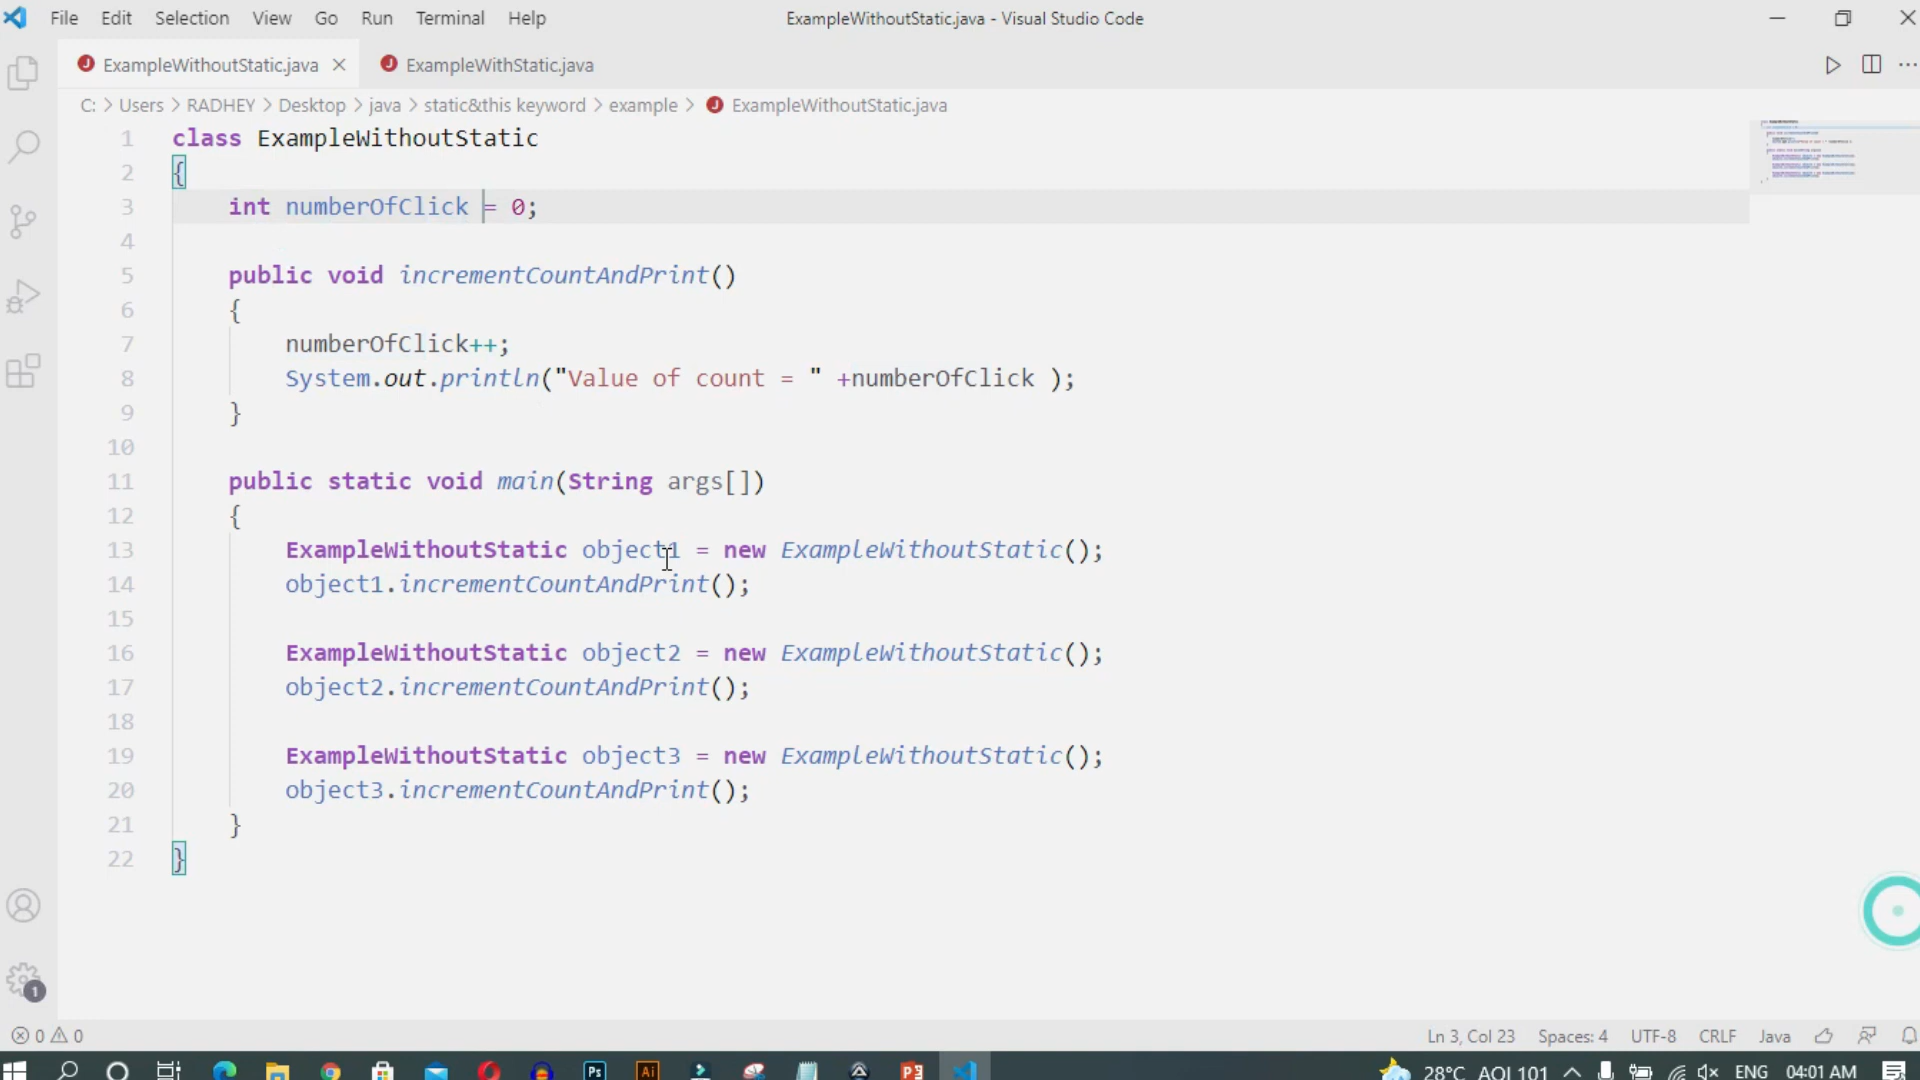 File Edit Selection View Go Run Terminal Help ExampleWithoutStatic.java - Visual Studio Code
ExampleWithoutStatic.java ExampleWithStatic.java
C: > Users > RADHEY > Desktop > java > static&this keyword > example > ExampleWithoutStatic.java
1 class ExampleWithoutStatic
2 {
3 int numberOfClick = 0;
4
5 public void incrementCountAndPrint()
6 {
7 numberOfClick++;
8 System.out.println("Value of count = " +numberOfClick );
9 }
10
11 public static void main(String args[])
12 {
13 ExampleWithoutStatic object1 = new ExampleWithoutStatic();
14 object1.incrementCountAndPrint();
15
16 ExampleWithoutStatic object2 = new ExampleWithoutStatic();
17 object2.incrementCountAndPrint();
18
19 ExampleWithoutStatic object3 = new ExampleWithoutStatic();
20 object3.incrementCountAndPrint();
21 }
22 }
1
0 0 Ln 3, Col 23 Spaces: 4 UTF-8 CRLF Java
Ps Ai P3 28°C AQI 101 ENG 04:01 AM